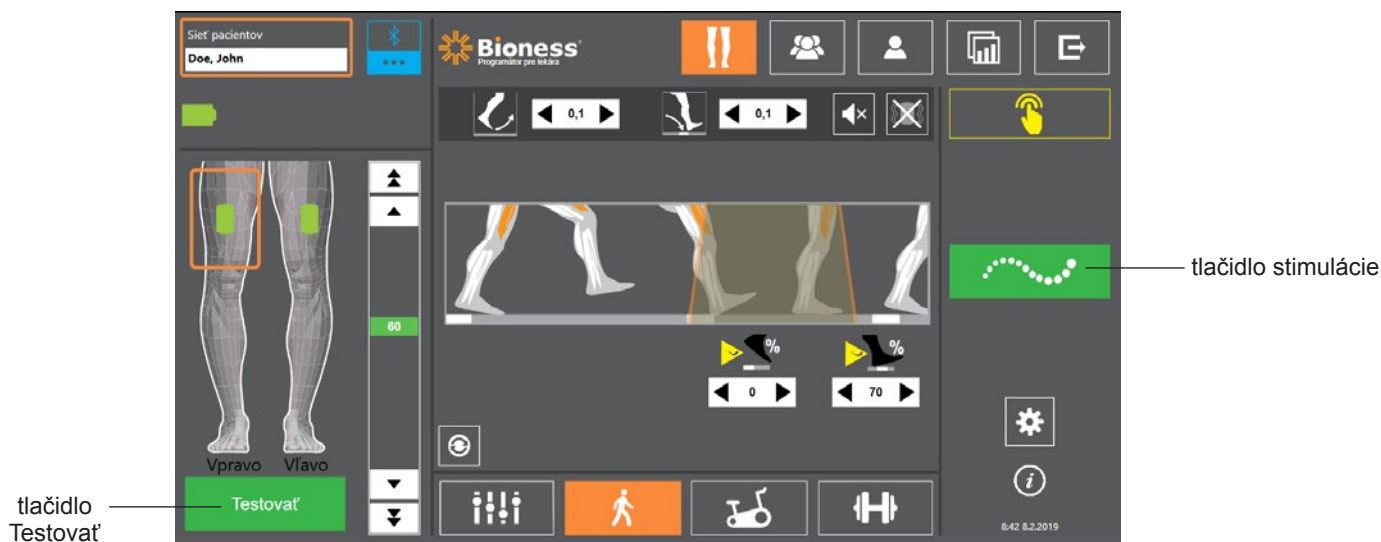 Sieť pacientov
Doe, John
Bioness
Programátor pre lekára
0,1
0,1
60
%
%
0
70
Vpravo Vľavo
Testovať
8:42 8.2.2019
tlačidlo stimulácie
tlačidlo
Testovať